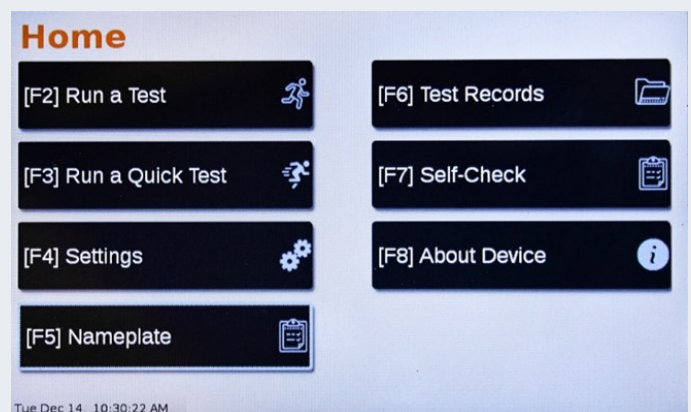 Home
[F2] Run a Test
[F3] Run a Quick Test
[F4] Settings
[F5] Nameplate
[F6] Test Records
[F7] Self-Check
[F8] About Device
Tue Dec 14 10:30:22 AM